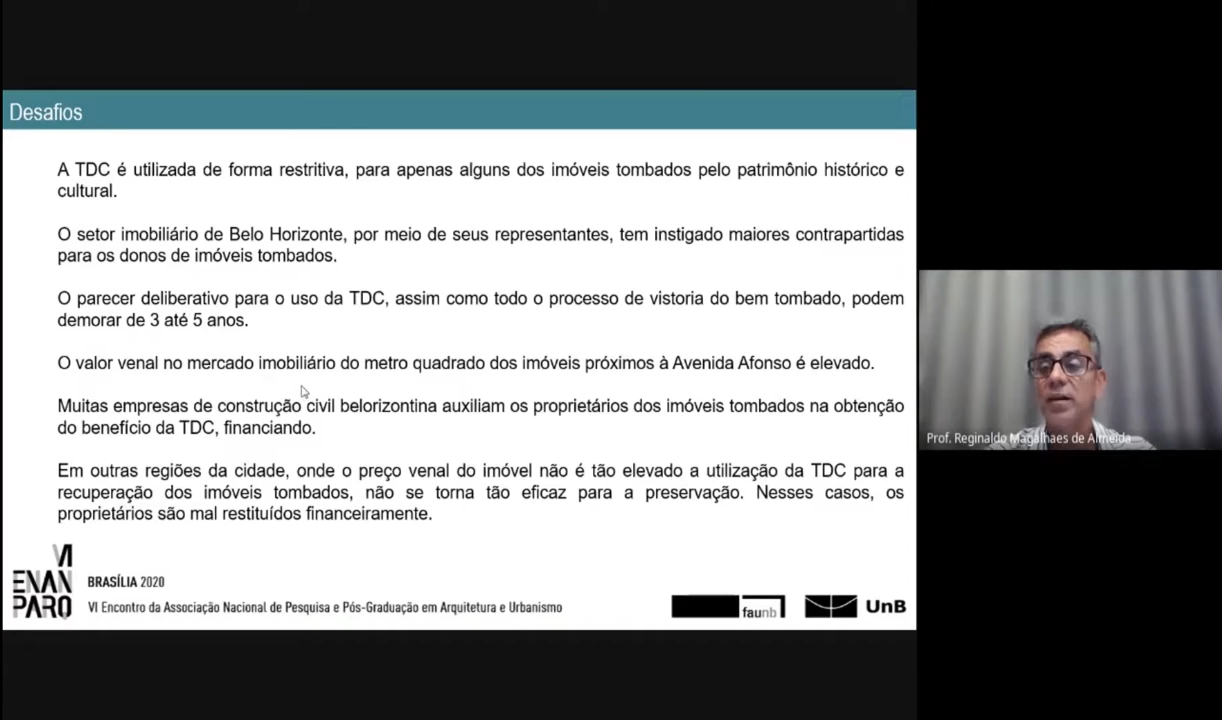 Desafios
A TDC é utilizada de forma restritiva, para apenas alguns dos imóveis tombados pelo patrimônio histórico e
cultural.
O setor imobiliário de Belo Horizonte, por meio de seus representantes, tem instigado maiores contrapartidas
para os donos de imóveis tombados.
O parecer deliberativo para o uso da TDC, assim como todo o processo de vistoria do bem tombado, podem
demorar de 3 até 5 anos.
O valor venal no mercado imobiliário do metro quadrado dos imóveis próximos à Avenida Afonso é elevado.
Muitas empresas de construção civil belorizontina auxiliam os proprietários dos imóveis tombados na obtenção
do benefício da TDC, financiando.
Em outras regiões da cidade, onde o preço venal do imóvel não é tão elevado a utilização da TDC para a
recuperação dos imóveis tombados, não se torna tão eficaz para a preservação. Nesses casos, os
proprietários são mal restituídos financeiramente.
Prof. Reginaldo Magalhaes de Almeida
VI
ENAN
PARQ
BRASÍLIA 2020
VI Encontro da Associação Nacional de Pesquisa e Pós-Graduação em Arquitetura e Urbanismo
faunb
UnB